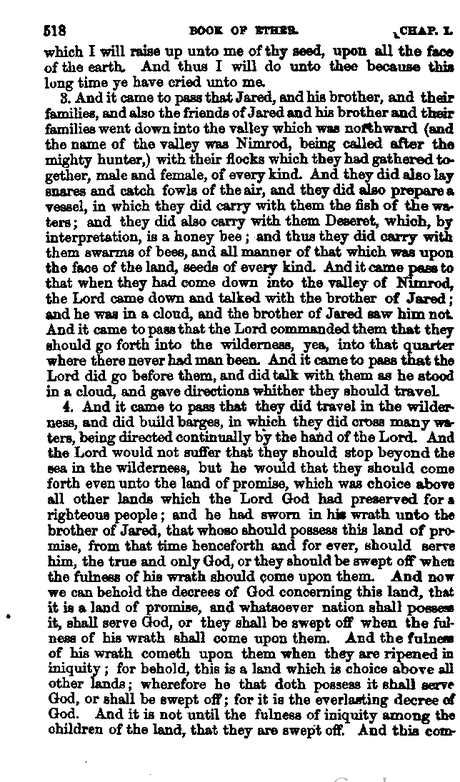 518 BOOK OF ETHER. CHAP. I.
which I will raise up unto me of thy seed, upon all the face
of the earth. And thus I will do unto thee because this
long time ye have cried unto me.
3. And it came to pass that Jared, and his brother, and their
families, and also the friends of Jared and his brother and their
families went down into the valley which was northward (and
the name of the valley was Nimrod, being called after the
mighty hunter,) with their flocks which they had gathered to-
gether, male and female, of every kind. And they did also lay
snares and catch fowls of the air, and they did also prepare a
vessel, in which they did carry with them the fish of the wa-
ters; and they did also carry with them Deseret, which, by
interpretation, is a honey bee; and thus they did carry with
them swarms of bees, and all manner of that which was upon
the face of the land, seeds of every kind. And it came pass to
that when they had come down into the valley of Nimrod,
the Lord came down and talked with the brother of Jared;
and he was in a cloud, and the brother of Jared saw him not.
And it came to pass that the Lord commanded them that they
should go forth into the wilderness, yea, into that quarter
where there never had man been. And it came to pass that the
Lord did go before them, and did talk with them as he stood
in a cloud, and gave directions whither they should travel.
4. And it came to pass that they did travel in the wilder-
ness, and did build barges, in which they did cross many wa-
ters, being directed continually by the hand of the Lord. And
the Lord would not suffer that they should stop beyond the
sea in the wilderness, but he would that they should come
forth even unto the land of promise, which was choice above
all other lands which the Lord God had preserved for a
righteous people; and he had sworn in his wrath unto the
brother of Jared, that whoso should possess this land of pro-
mise, from that time henceforth and for ever, should serve
him, the true and only God, or they should be swept off when
the fulness of his wrath should come upon them. And now
we can behold the decrees of God concerning this land, that
it is a land of promise, and whatsoever nation shall possess
it, shall serve God, or they shall be swept off when the ful-
ness of his wrath shall come upon them. And the fulness
of his wrath cometh upon them when they are ripened in
iniquity; for behold, this is a land which is choice above all
other lands; wherefore he that doth possess it shall serve
God, or shall be swept off; for it is the everlasting decree of
God. And it is not until the fulness of iniquity among the
children of the land, that they are swept off. And this com-